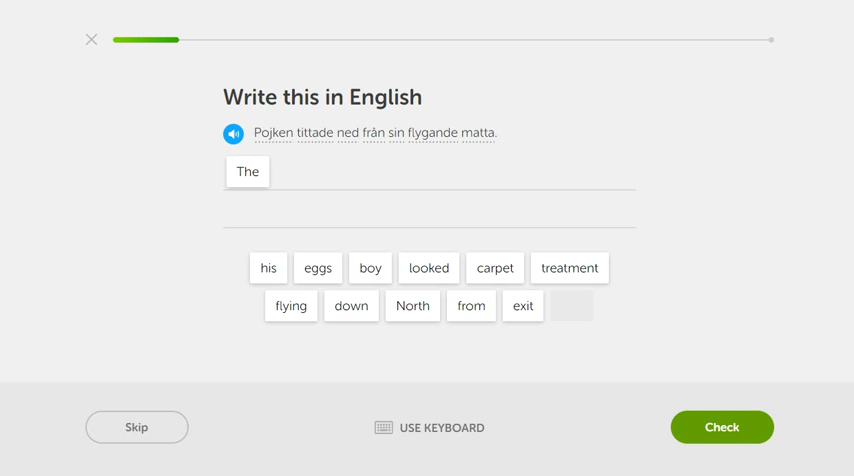 Write this in English
Pojken tittade ned från sin flygande matta.
The
his eggs boy looked carpet treatment
flying down North from exit
Skip USE KEYBOARD Check